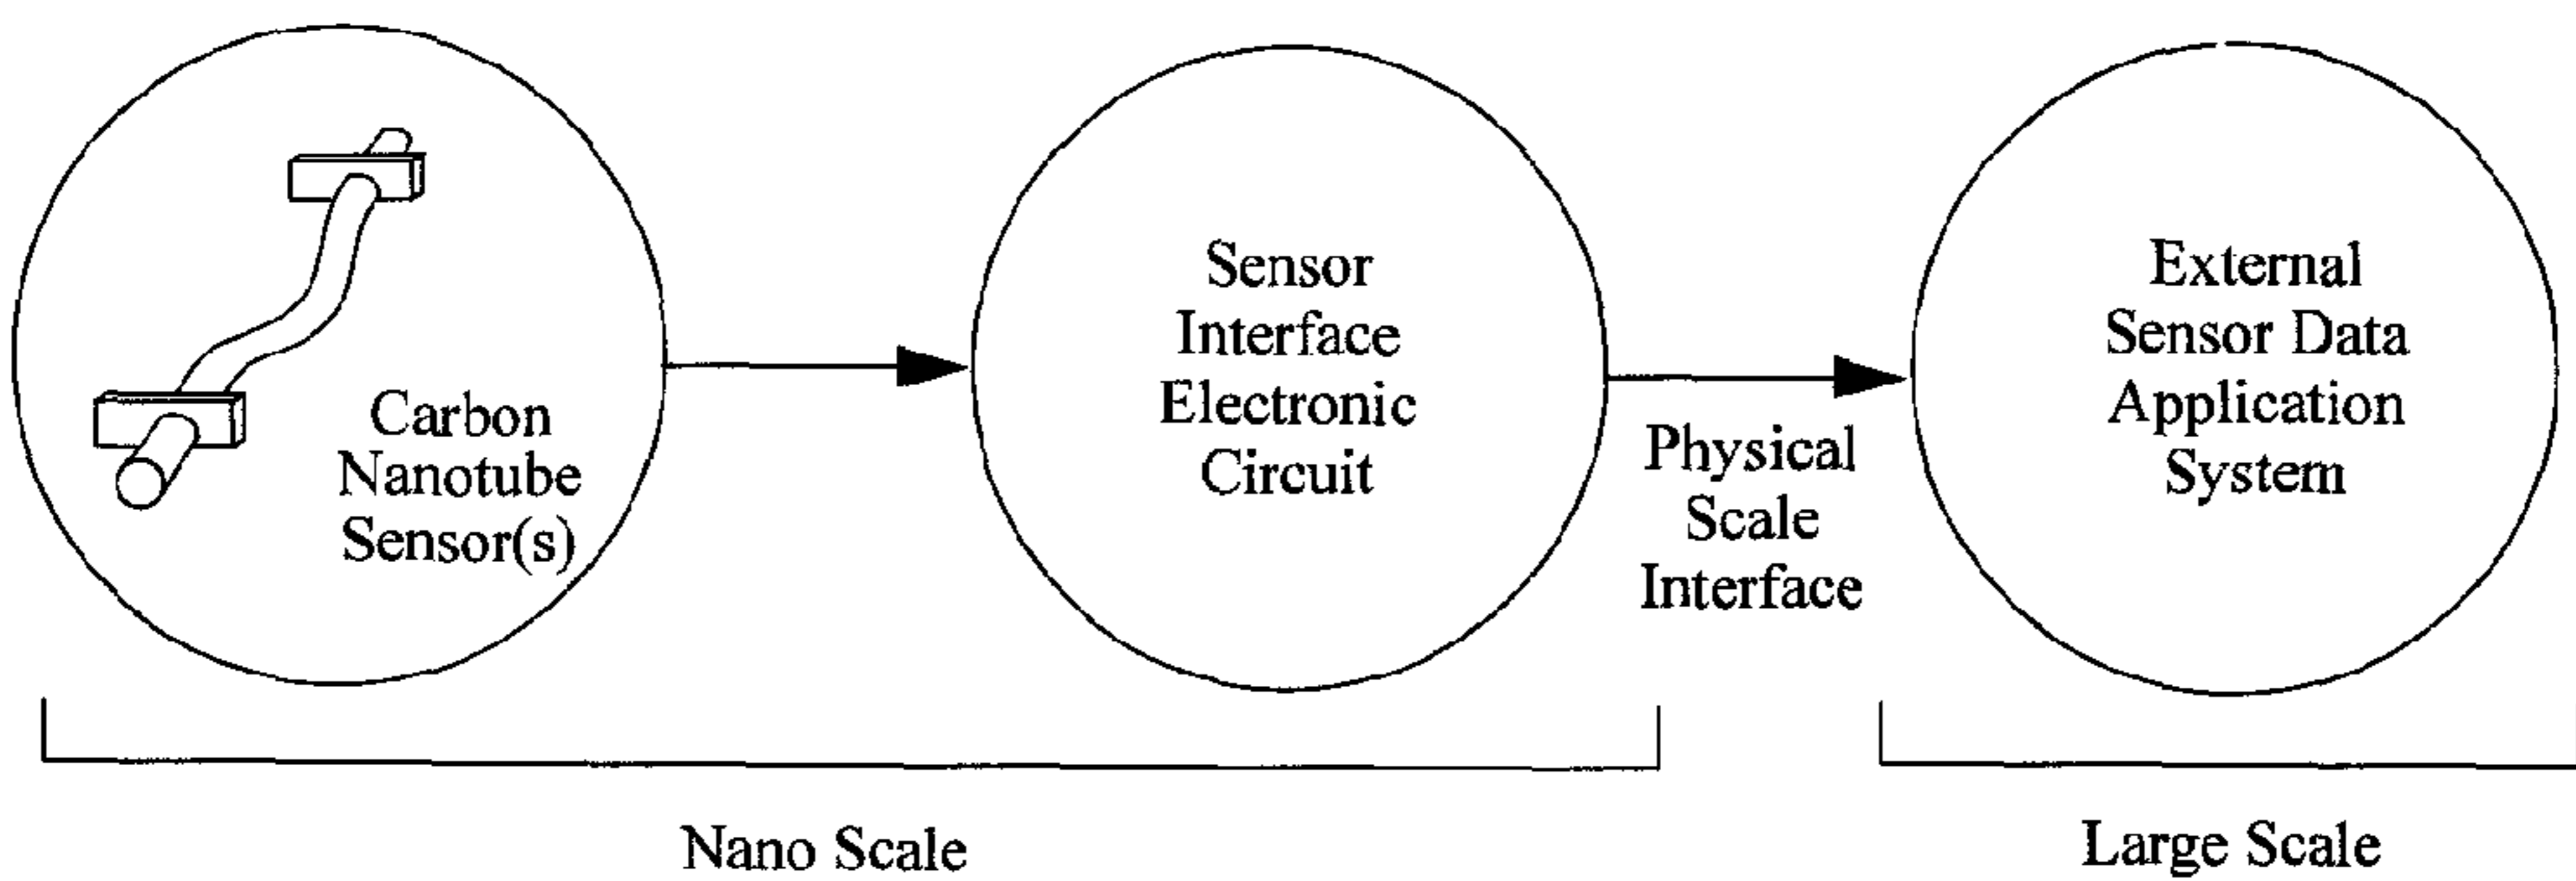 Carbon
Nanotube
Sensor(s)
Sensor
Interface
Electronic
Circuit
Physical
Scale
Interface
External
Sensor Data
Application
System
Nano Scale
Large Scale